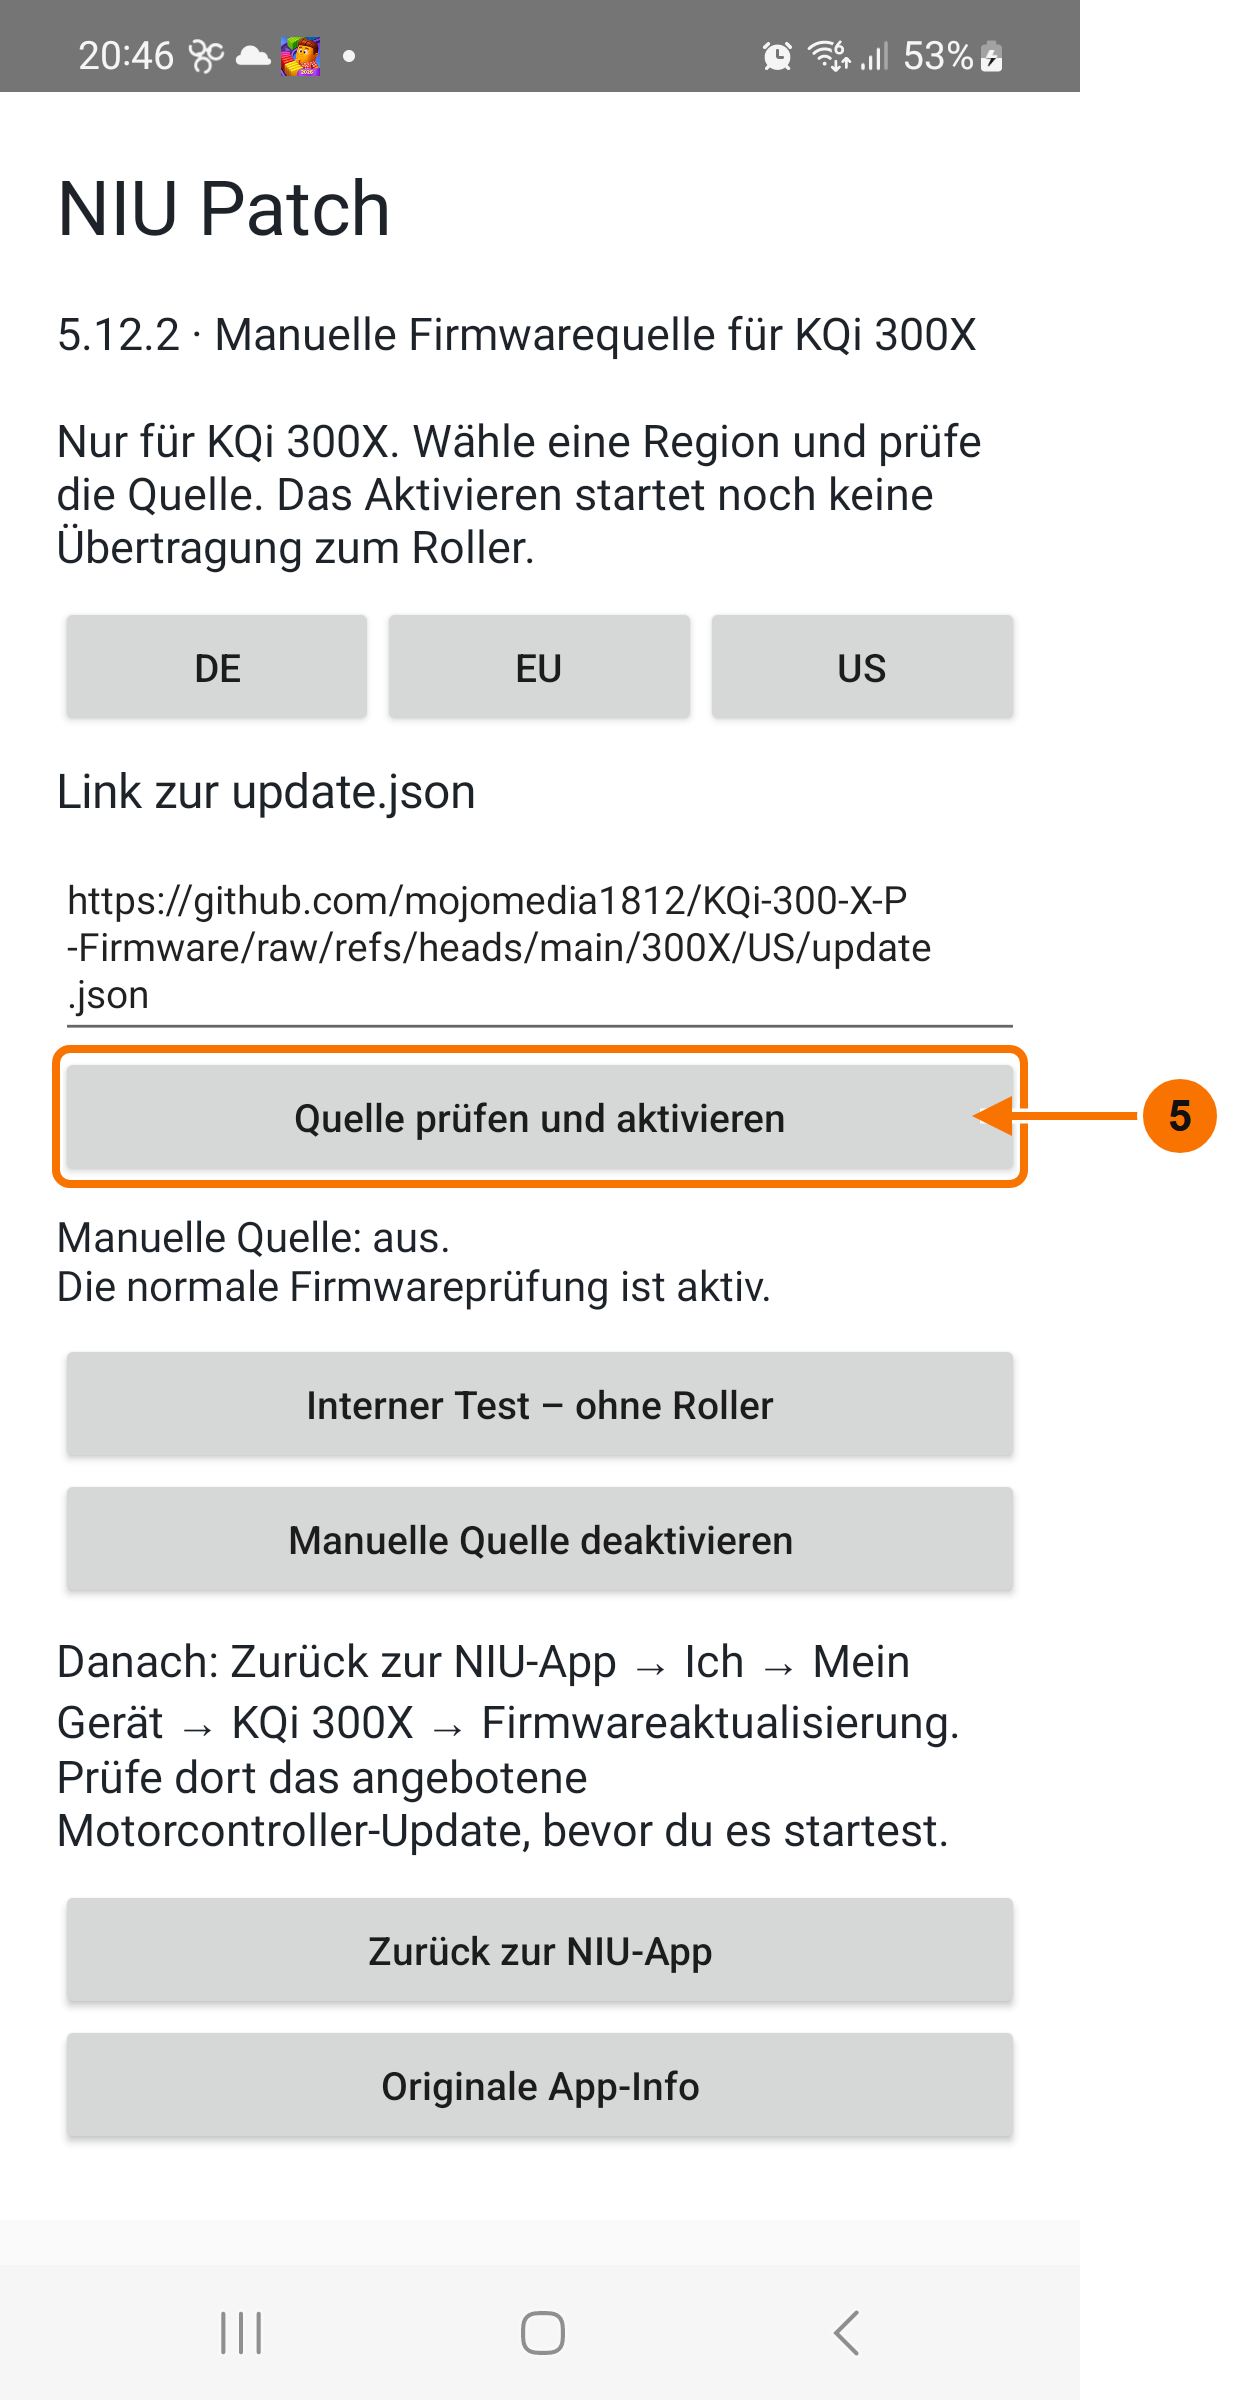 20:46
53%
NIU Patch
5.12.2 · Manuelle Firmwarequelle für KQi 300X
Nur für KQi 300X. Wähle eine Region und prüfe
die Quelle. Das Aktivieren startet noch keine
Übertragung zum Roller.
DE
EU
US
Link zur update.json
https://github.com/mojomedia1812/KQi-300-X-P
-Firmware/raw/refs/heads/main/300X/US/update
.json
Quelle prüfen und aktivieren
5
Manuelle Quelle: aus.
Die normale Firmwareprüfung ist aktiv.
Interner Test – ohne Roller
Manuelle Quelle deaktivieren
Danach: Zurück zur NIU-App → Ich → Mein
Gerät → KQi 300X → Firmwareaktualisierung.
Prüfe dort das angebotene
Motorcontroller-Update, bevor du es startest.
Zurück zur NIU-App
Originale App-Info